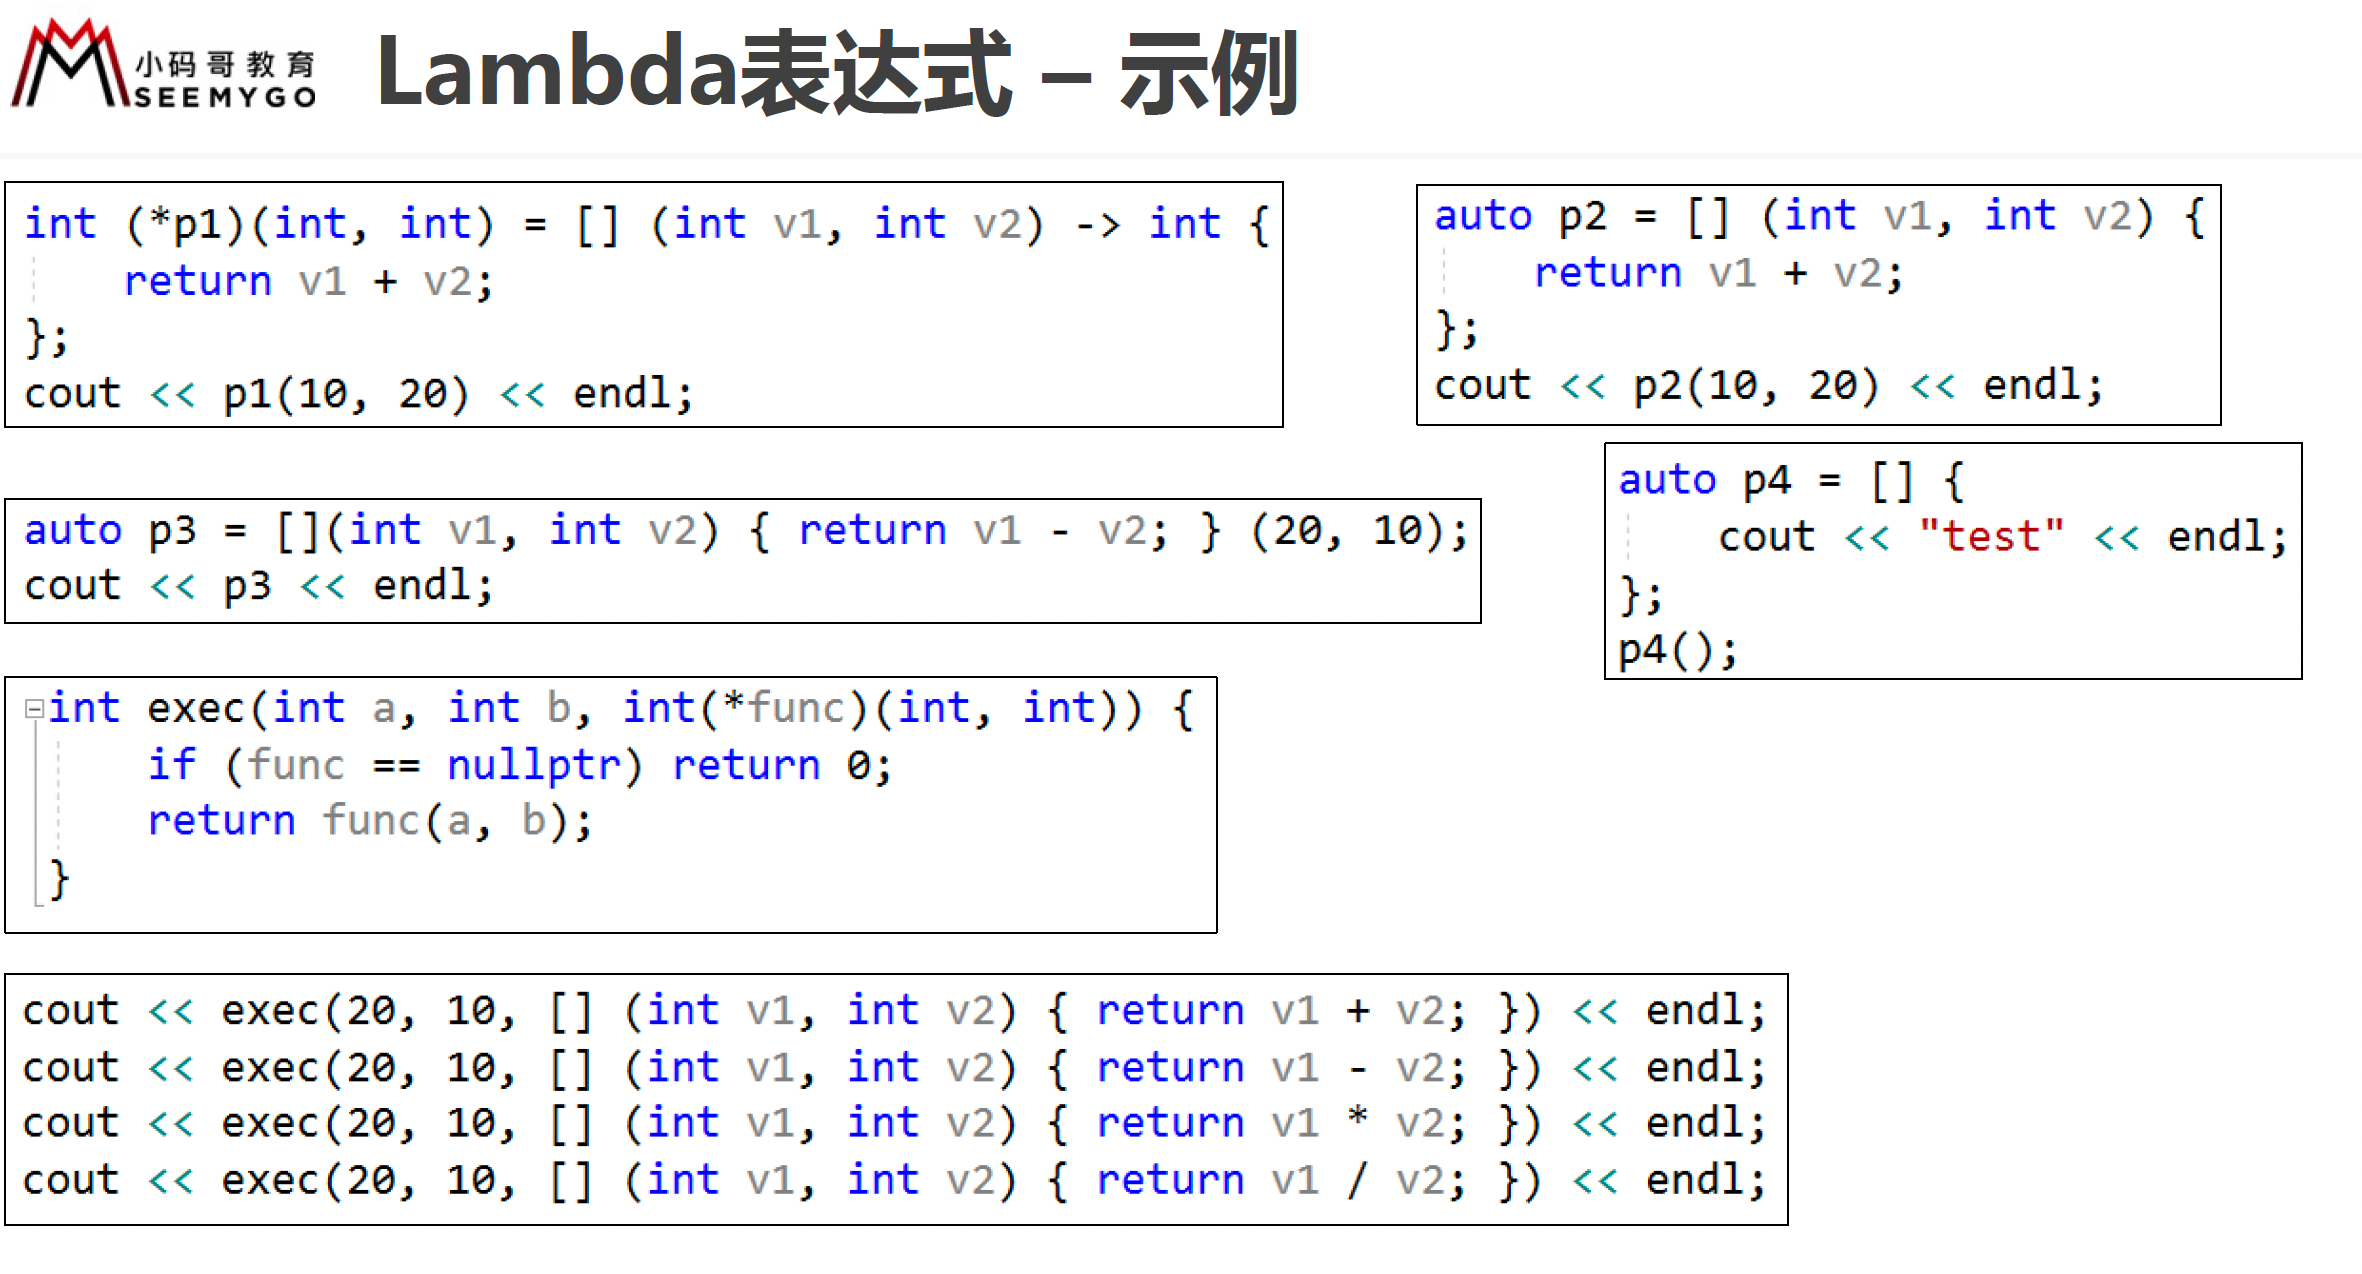 小码哥教育
SEEMYGO
Lambda表达式 – 示例
int (*p1)(int, int) = [] (int v1, int v2) -> int {
    return v1 + v2;
};
cout << p1(10, 20) << endl;
auto p2 = [] (int v1, int v2) {
    return v1 + v2;
};
cout << p2(10, 20) << endl;
auto p3 = [](int v1, int v2) { return v1 - v2; } (20, 10);
cout << p3 << endl;
auto p4 = [] {
    cout << "test" << endl;
};
p4();
int exec(int a, int b, int(*func)(int, int)) {
    if (func == nullptr) return 0;
    return func(a, b);
}
cout << exec(20, 10, [] (int v1, int v2) { return v1 + v2; }) << endl;
cout << exec(20, 10, [] (int v1, int v2) { return v1 - v2; }) << endl;
cout << exec(20, 10, [] (int v1, int v2) { return v1 * v2; }) << endl;
cout << exec(20, 10, [] (int v1, int v2) { return v1 / v2; }) << endl;